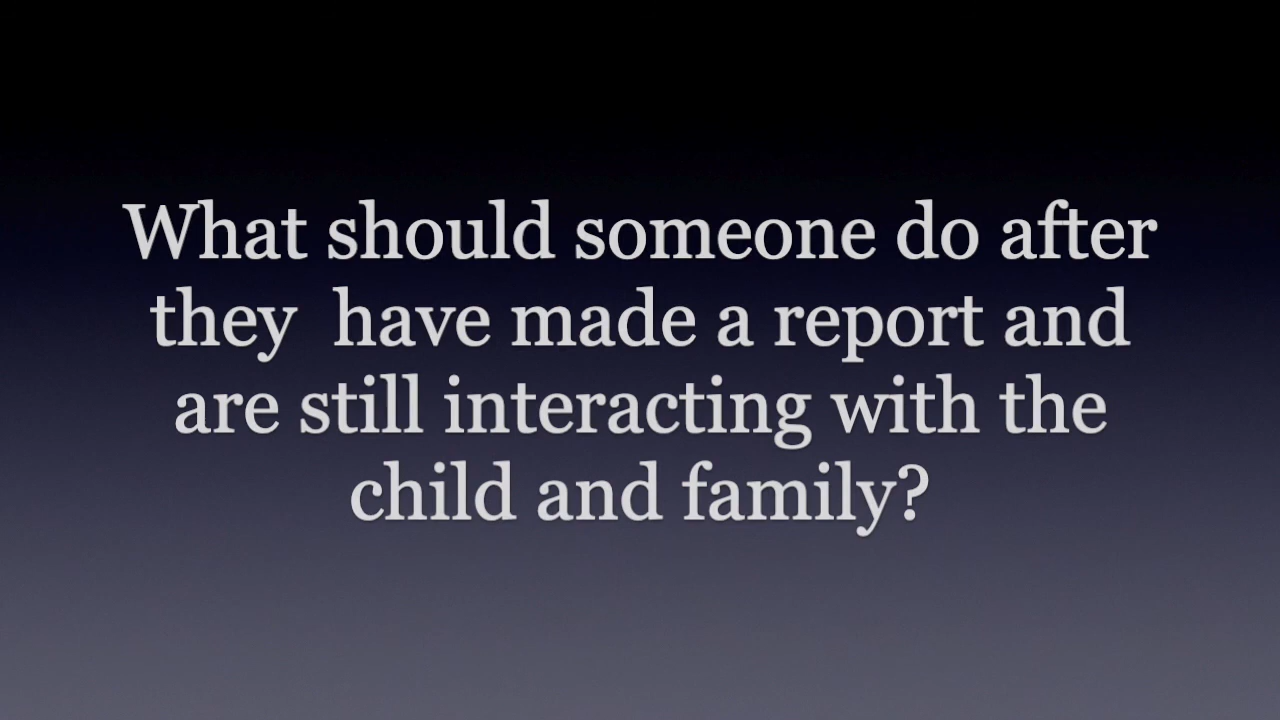 What should someone do after
they  have made a report and
are still interacting with the
child and family?